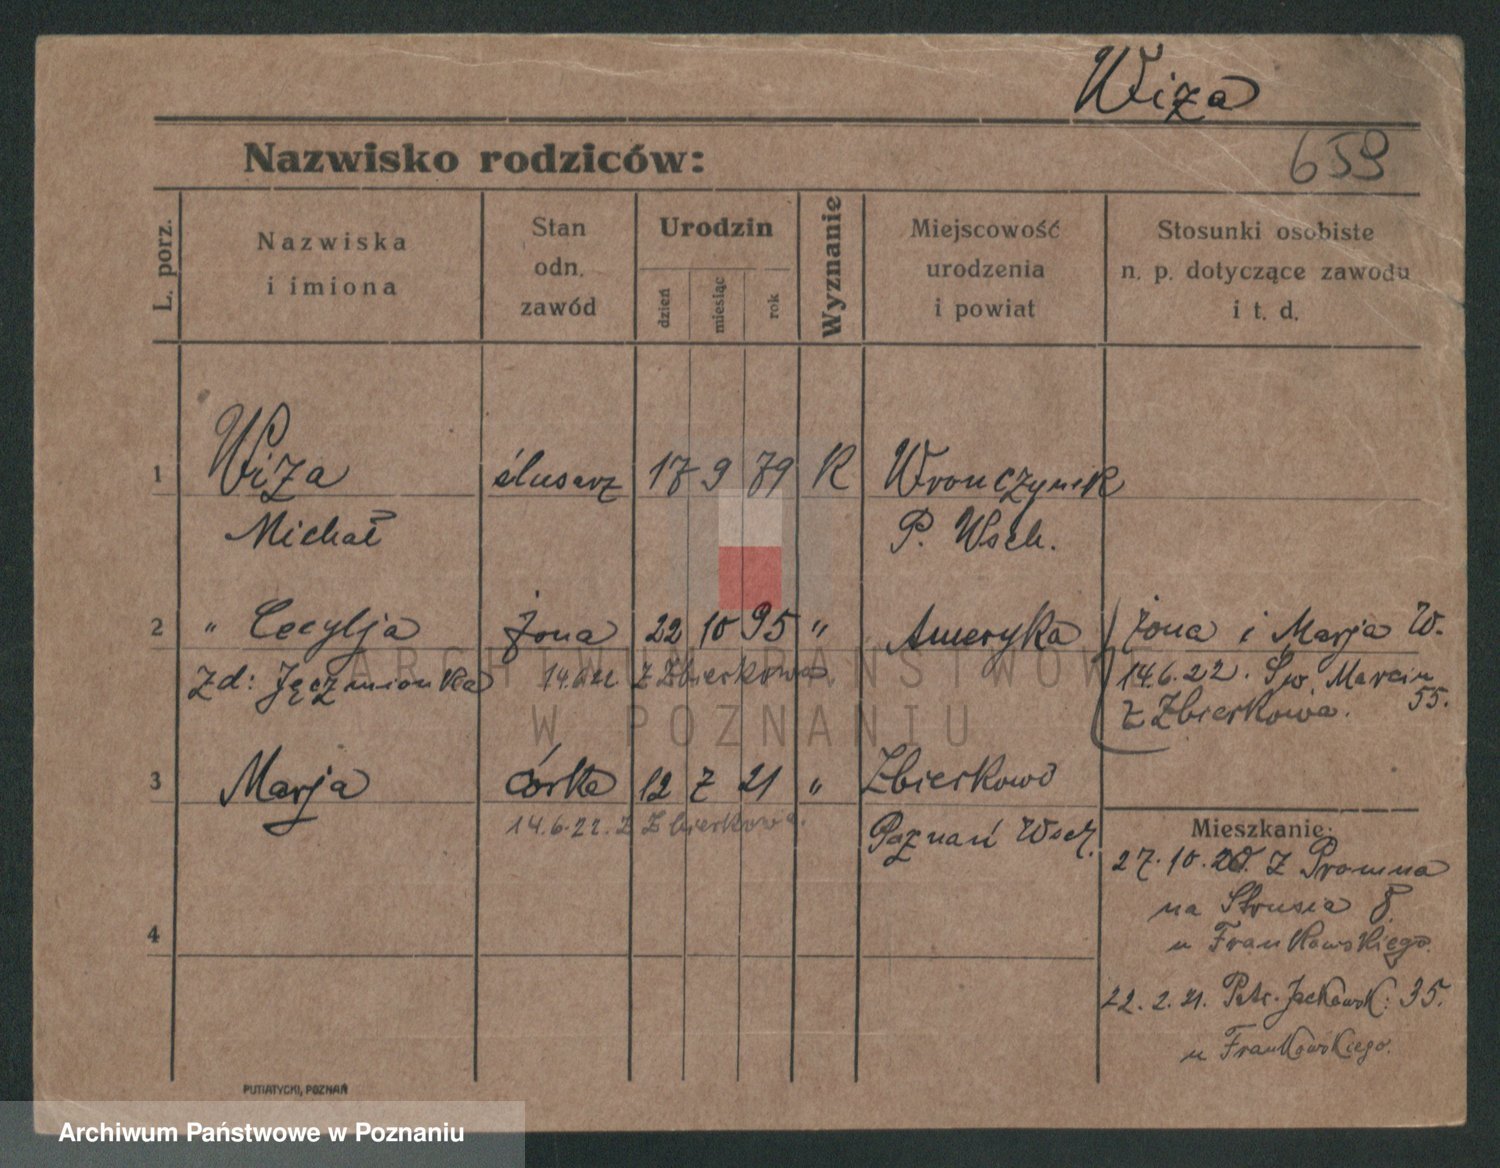 Wiza
Nazwisko rodziców:
659
L. porz.
Nazwiska
i imiona
Stan
odn.
zawód
Urodzin
dzień
miesiąc
rok
Wyznanie
Miejscowość
urodzenia
i powiat
Stosunki osobiste
n. p. dotyczące zawodu
i t. d.
1 Wiza ślusarz 17 9 79 R Wronczynek
Michał P. Wsch.
2 " Cecylja żona 22 10 95 " Ameryka żona i Marja W.
zd: Jęczmionka 14.6.22 z Zbierkowa. 14.6.22. Św. Marcin 55.
z Zbierkowa.
3 Marja córka 12 7 21 " Zbierkowo
14.6.22. z Zbierkowa. Poznań Wsch.
Mieszkanie:
27.10.20. z Promna
na Strusia 8.
u Frankowskiego.
4
22.2.21. Patr. Jackowsk: 35.
u Frankowskiego.
PUTIATYCKI, POZNAŃ
ARCHIWUM PAŃSTWOWE
W POZNANIU
Archiwum Państwowe w Poznaniu